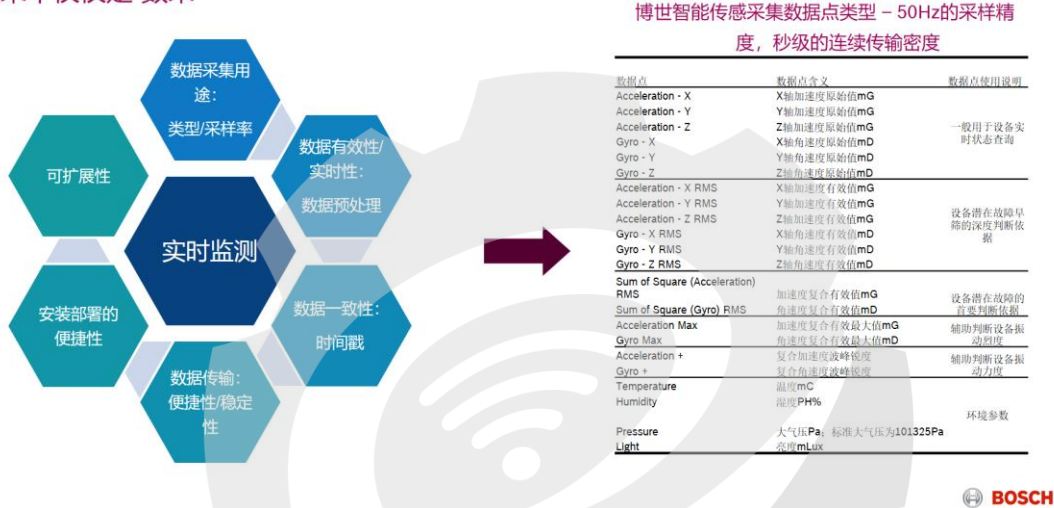 博世智能传感采集数据点类型 – 50Hz的采样精
度，秒级的连续传输密度
数据采集用
途：
类型/采样率
数据有效性/
实时性：
数据预处理
可扩展性
实时监测
安装部署的
便捷性
数据一致性：
时间戳
数据传输：
便捷性/稳定
性
数据点 数据点含义 数据点使用说明
Acceleration - X X轴加速度原始值mG
Acceleration - Y Y轴加速度原始值mG
Acceleration - Z Z轴加速度原始值mG
Gyro - X X轴角速度原始值mD
Gyro - Y Y轴角速度原始值mD
Gyro - Z Z轴角速度原始值mD
一般用于设备实
时状态查询
Acceleration - X RMS X轴加速度有效值mG
Acceleration - Y RMS Y轴加速度有效值mG
Acceleration - Z RMS Z轴加速度有效值mG
Gyro - X RMS X轴角速度有效值mD
Gyro - Y RMS Y轴角速度有效值mD
Gyro - Z RMS Z轴角速度有效值mD
设备潜在故障早
筛的深度判断依
据
Sum of Square (Acceleration)
RMS 加速度复合有效值mG
Sum of Square (Gyro) RMS 角速度复合有效值mD
设备潜在故障的
首要判断依据
Acceleration Max 加速度复合有效最大值mG
Gyro Max 角速度复合有效最大值mD
辅助判断设备振
动烈度
Acceleration + 复合加速度波峰锐度
Gyro + 复合角速度波峰锐度
辅助判断设备振
动力度
Temperature 温度mC
Humidity 湿度PH%
Pressure 大气压Pa；标准大气压为101325Pa
Light 亮度mLux
环境参数
BOSCH